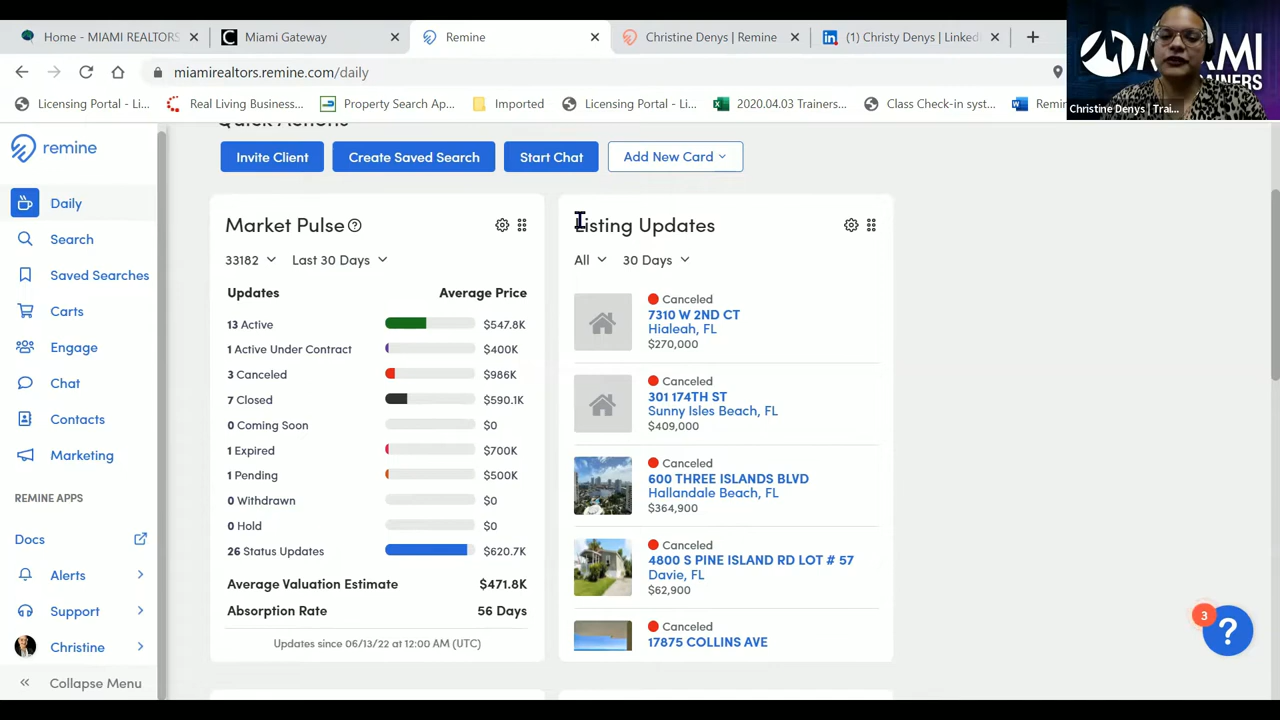 Home - MIAMI REALTORS
Miami Gateway
Remine
Christine Denys | Remine
(1) Christy Denys | LinkedI
miamirealtors.remine.com/daily
Licensing Portal - Li...
Real Living Business...
Property Search Ap...
Imported
Licensing Portal - Li...
2020.04.03 Trainers...
Class Check-in syst...
Christine Denys | Trai...
remine
Daily
Search
Saved Searches
Carts
Engage
Chat
Contacts
Marketing
REMINE APPS
Docs
Alerts
Support
Christine
Collapse Menu
Quick Actions
Invite Client
Create Saved Search
Start Chat
Add New Card
Market Pulse
33182 Last 30 Days
Updates Average Price
13 Active $547.8K
1 Active Under Contract $400K
3 Canceled $986K
7 Closed $590.1K
0 Coming Soon $0
1 Expired $700K
1 Pending $500K
0 Withdrawn $0
0 Hold $0
26 Status Updates $620.7K
Average Valuation Estimate $471.8K
Absorption Rate 56 Days
Updates since 06/13/22 at 12:00 AM (UTC)
Listing Updates
All 30 Days
Canceled
7310 W 2ND CT
Hialeah, FL
$270,000
Canceled
301 174TH ST
Sunny Isles Beach, FL
$409,000
Canceled
600 THREE ISLANDS BLVD
Hallandale Beach, FL
$364,900
Canceled
4800 S PINE ISLAND RD LOT # 57
Davie, FL
$62,900
Canceled
17875 COLLINS AVE
3
?